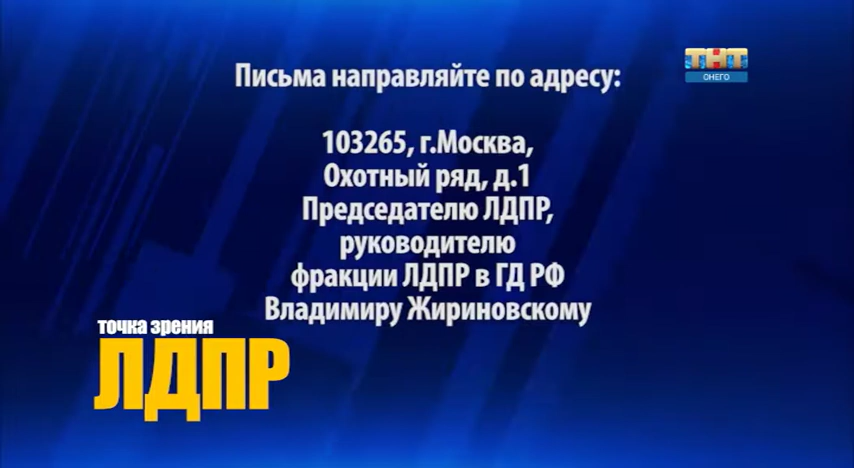 ТНТ
ОНЕГО
Письма направляйте по адресу:
103265, г.Москва,
Охотный ряд, д.1
Председателю ЛДПР,
руководителю
фракции ЛДПР в ГД РФ
Владимиру Жириновскому
точка зрения
ЛДПР